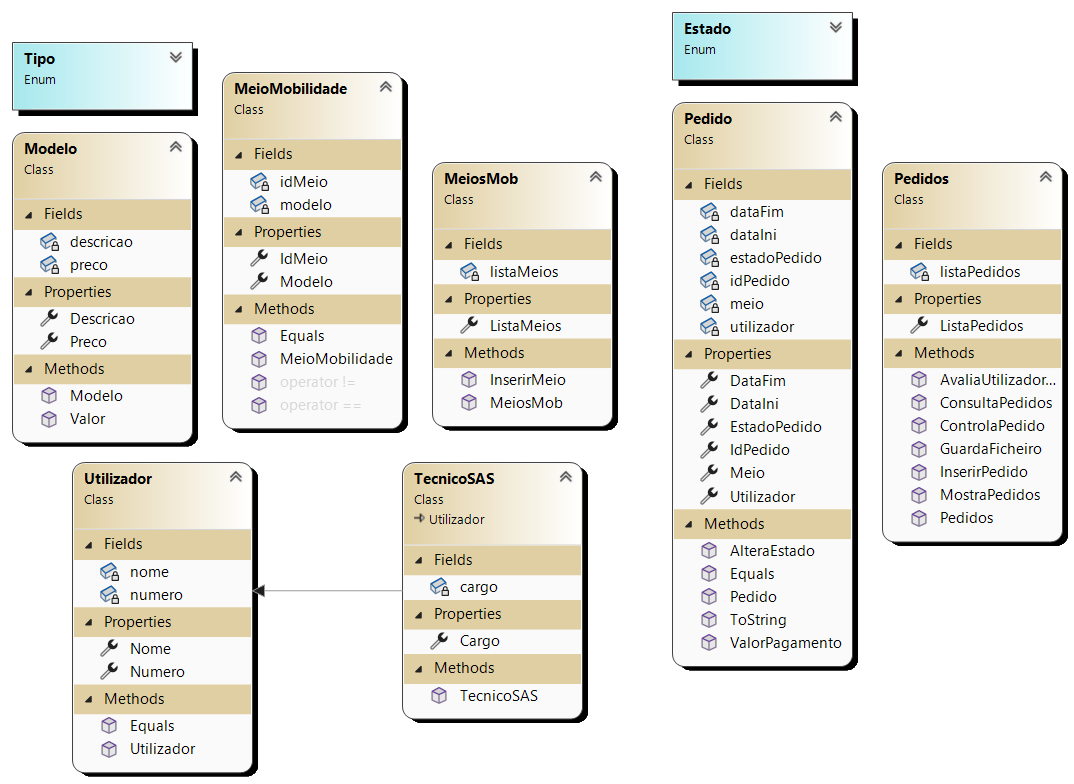 Tipo
Enum
Modelo
Class
Fields
descricao
preco
Properties
Descricao
Preco
Methods
Modelo
Valor
MeioMobilidade
Class
Fields
idMeio
modelo
Properties
IdMeio
Modelo
Methods
Equals
MeioMobilidade
operator !=
operator ==
MeiosMob
Class
Fields
listaMeios
Properties
ListaMeios
Methods
InserirMeio
MeiosMob
Estado
Enum
Pedido
Class
Fields
dataFim
dataIni
estadoPedido
idPedido
meio
utilizador
Properties
DataFim
DataIni
EstadoPedido
IdPedido
Meio
Utilizador
Methods
AlteraEstado
Equals
Pedido
ToString
ValorPagamento
Pedidos
Class
Fields
listaPedidos
Properties
ListaPedidos
Methods
AvaliaUtilizador...
ConsultaPedidos
ControlaPedido
GuardaFicheiro
InserirPedido
MostraPedidos
Pedidos
Utilizador
Class
Fields
nome
numero
Properties
Nome
Numero
Methods
Equals
Utilizador
TecnicoSAS
Class
Utilizador
Fields
cargo
Properties
Cargo
Methods
TecnicoSAS